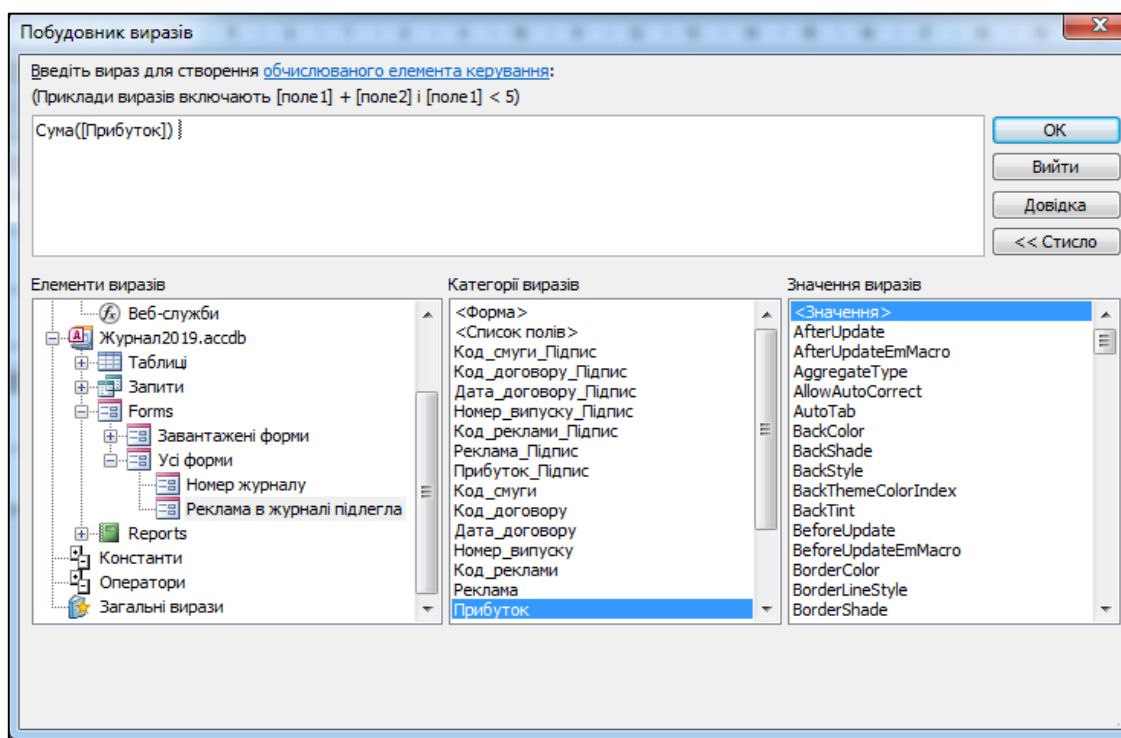 Побудовник виразів
Введіть вираз для створення обчислюваного елемента керування:
(Приклади виразів включають [поле1] + [поле2] і [поле1] < 5)
Сума([Прибуток])
ОК
Вийти
Довідка
<< Стисло
Елементи виразів
Веб-служби
Журнал2019.accdb
Таблиці
Запити
Forms
Завантажені форми
Усі форми
Номер журналу
Реклама в журналі підлегла
Reports
Константи
Оператори
Загальні вирази
Категорії виразів
<Форма>
<Список полів>
Код_смуги_Підпис
Код_договору_Підпис
Дата_договору_Підпис
Номер_випуску_Підпис
Код_реклами_Підпис
Реклама_Підпис
Прибуток_Підпис
Код_смуги
Код_договору
Дата_договору
Номер_випуску
Код_реклами
Реклама
Прибуток
Значення виразів
<Значення>
AfterUpdate
AfterUpdateEmMacro
AggregateType
AllowAutoCorrect
AutoTab
BackColor
BackShade
BackStyle
BackThemeColorIndex
BackTint
BeforeUpdate
BeforeUpdateEmMacro
BorderColor
BorderLineStyle
BorderShade